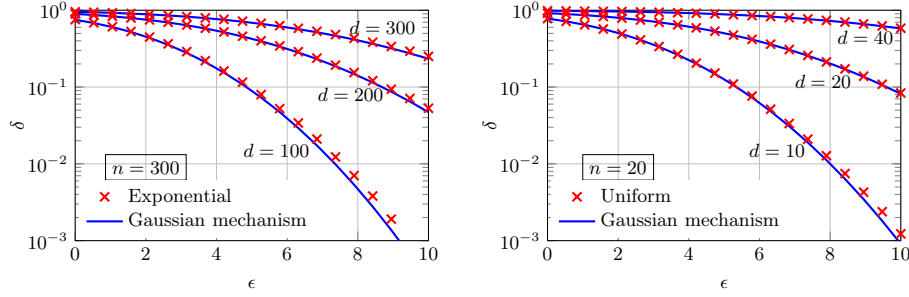 10^0
10^{-1}
10^{-2}
10^{-3}
δ
0 2 4 6 8 10
ϵ
d = 300
d = 200
d = 100
n = 300
Exponential
Gaussian mechanism
10^0
10^{-1}
10^{-2}
10^{-3}
δ
0 2 4 6 8 10
ϵ
d = 40
d = 20
d = 10
n = 20
Uniform
Gaussian mechanism